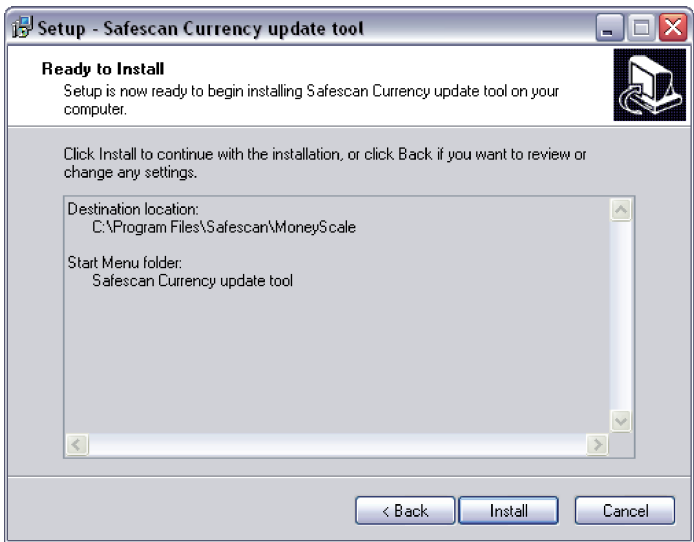 Setup - Safescan Currency update tool
Ready to Install
Setup is now ready to begin installing Safescan Currency update tool on your
computer.
Click Install to continue with the installation, or click Back if you want to review or
change any settings.
Destination location:
C:\Program Files\Safescan\MoneyScale
Start Menu folder:
Safescan Currency update tool
< Back
Install
Cancel